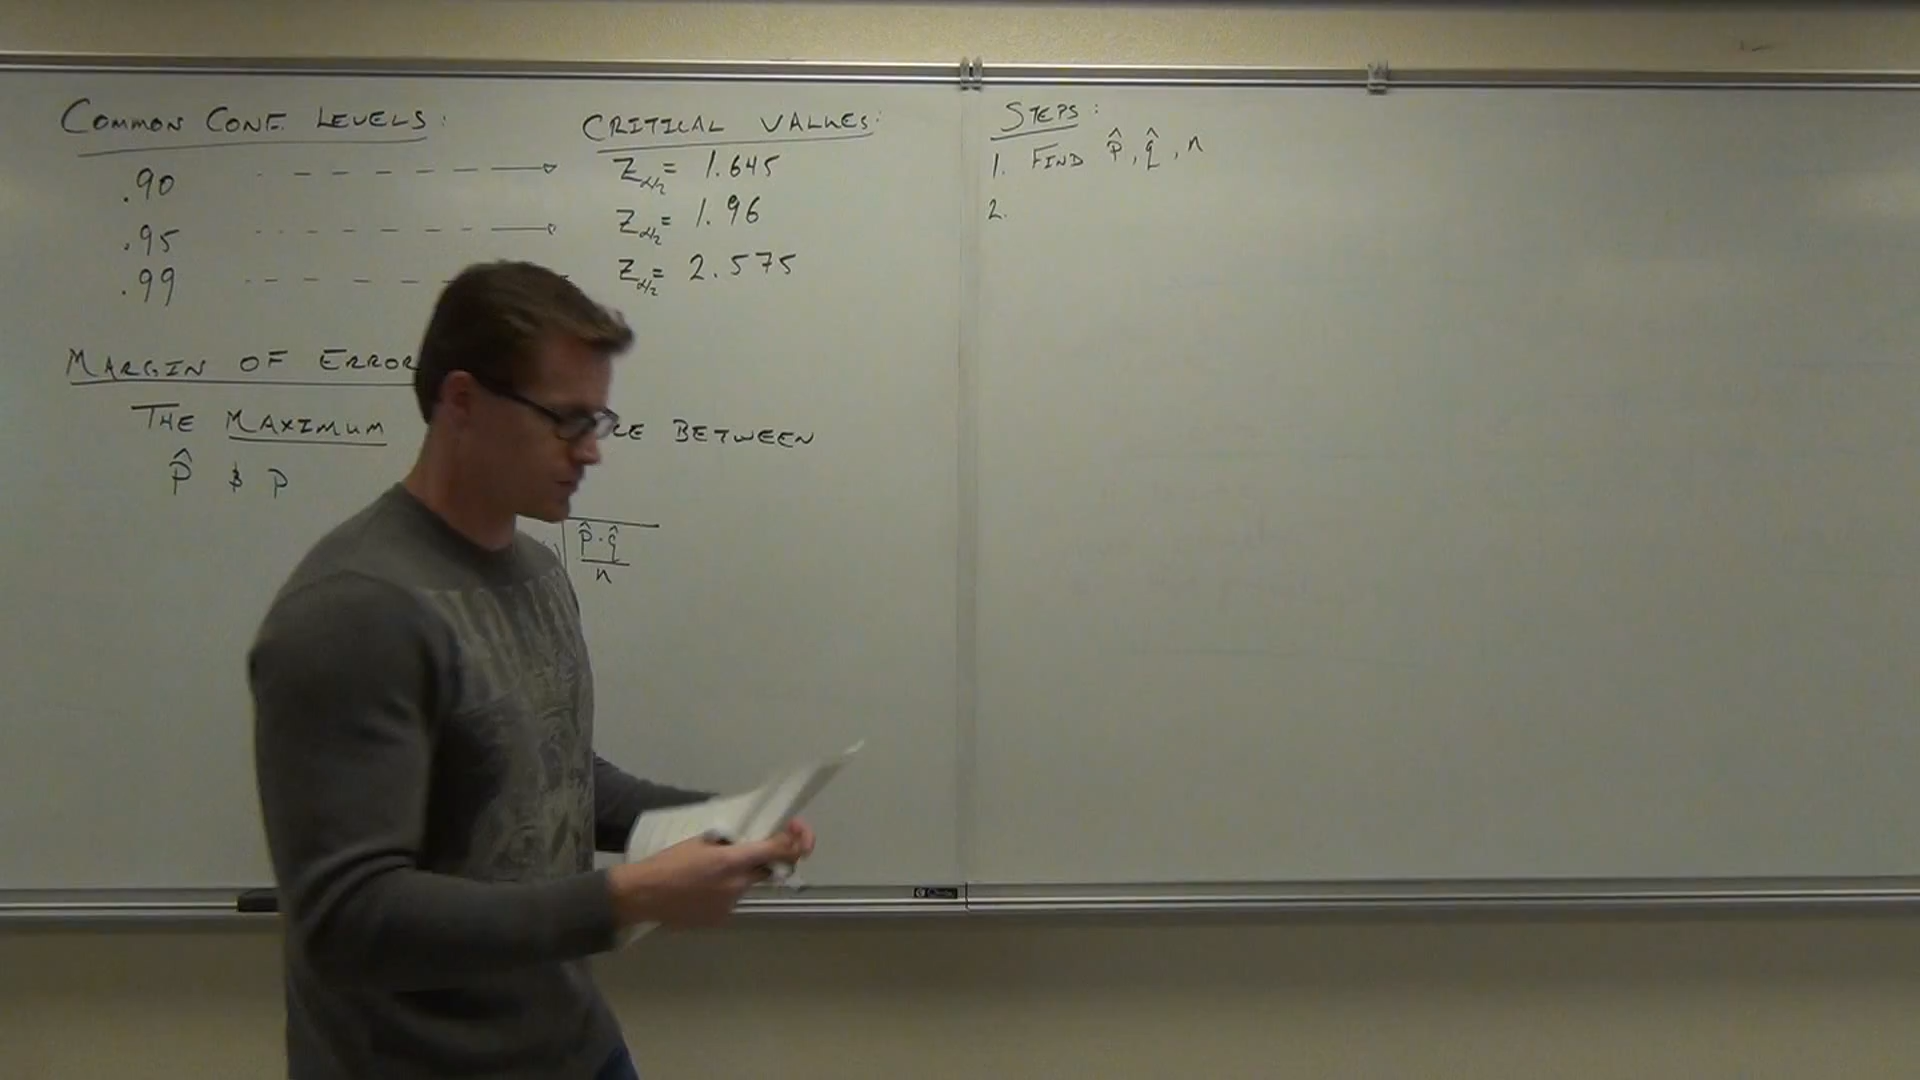 COMMON CONF. LEVELS:
.90
.95
.99
CRITICAL VALUES:
Zα/2 = 1.645
Zα/2 = 1.96
Zα/2 = 2.575
MARGIN OF ERROR
THE MAXIMUM BETWEEN
p̂ & p
p̂·q̂
n
STEPS:
1. FIND p̂, q̂, n
2.